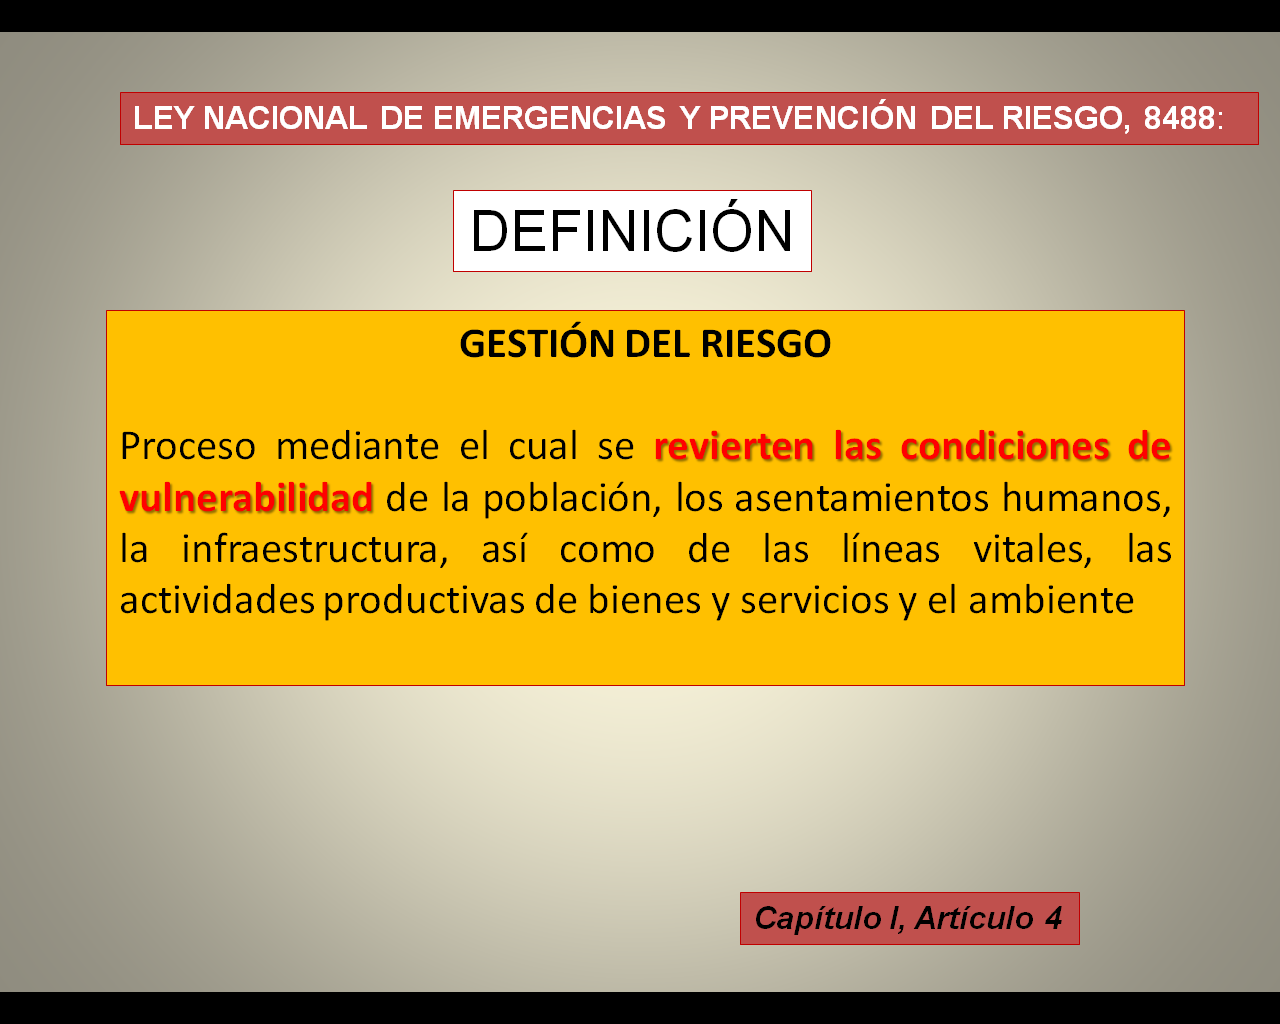 LEY NACIONAL DE EMERGENCIAS Y PREVENCIÓN DEL RIESGO, 8488:
DEFINICIÓN
GESTIÓN DEL RIESGO
Proceso mediante el cual se revierten las condiciones de
vulnerabilidad de la población, los asentamientos humanos,
la infraestructura, así como de las líneas vitales, las
actividades productivas de bienes y servicios y el ambiente
Capítulo I, Artículo 4